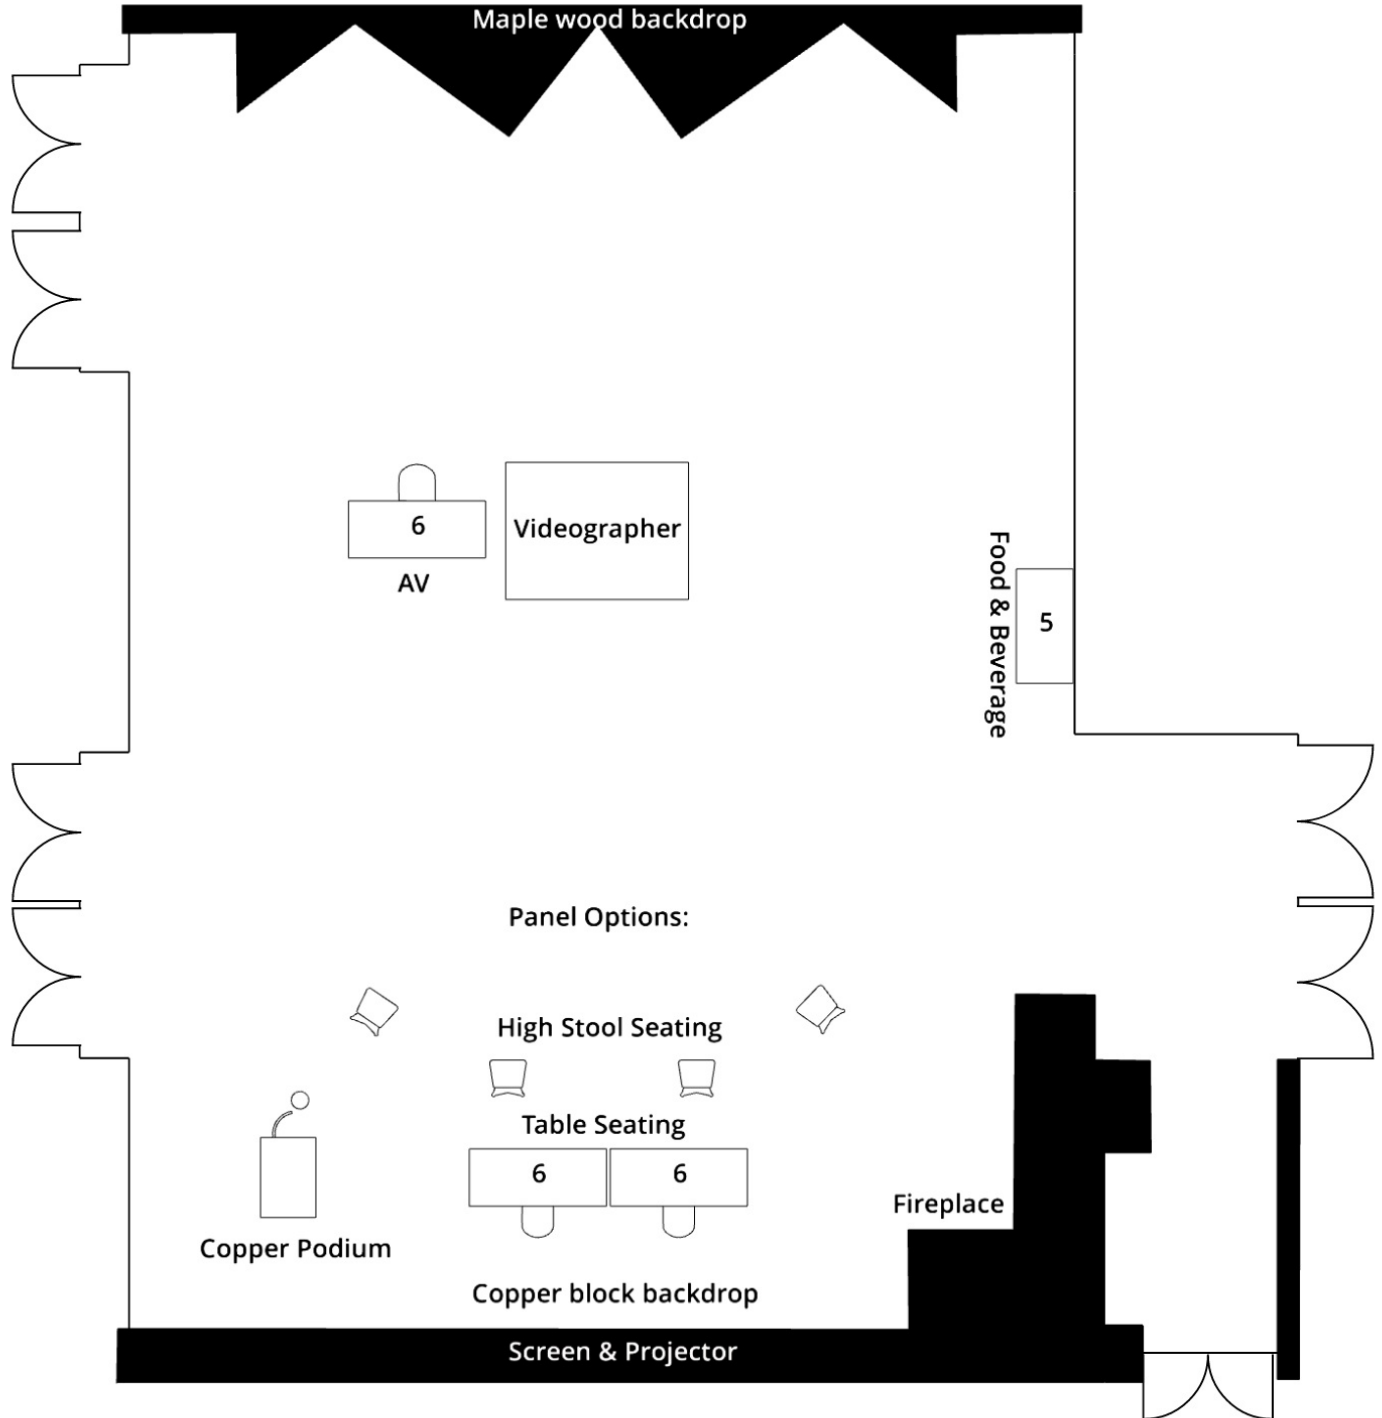 Maple wood backdrop
6
AV
Videographer
Food & Beverage
5
Panel Options:
High Stool Seating
Table Seating
6
6
Copper Podium
Fireplace
Copper block backdrop
Screen & Projector